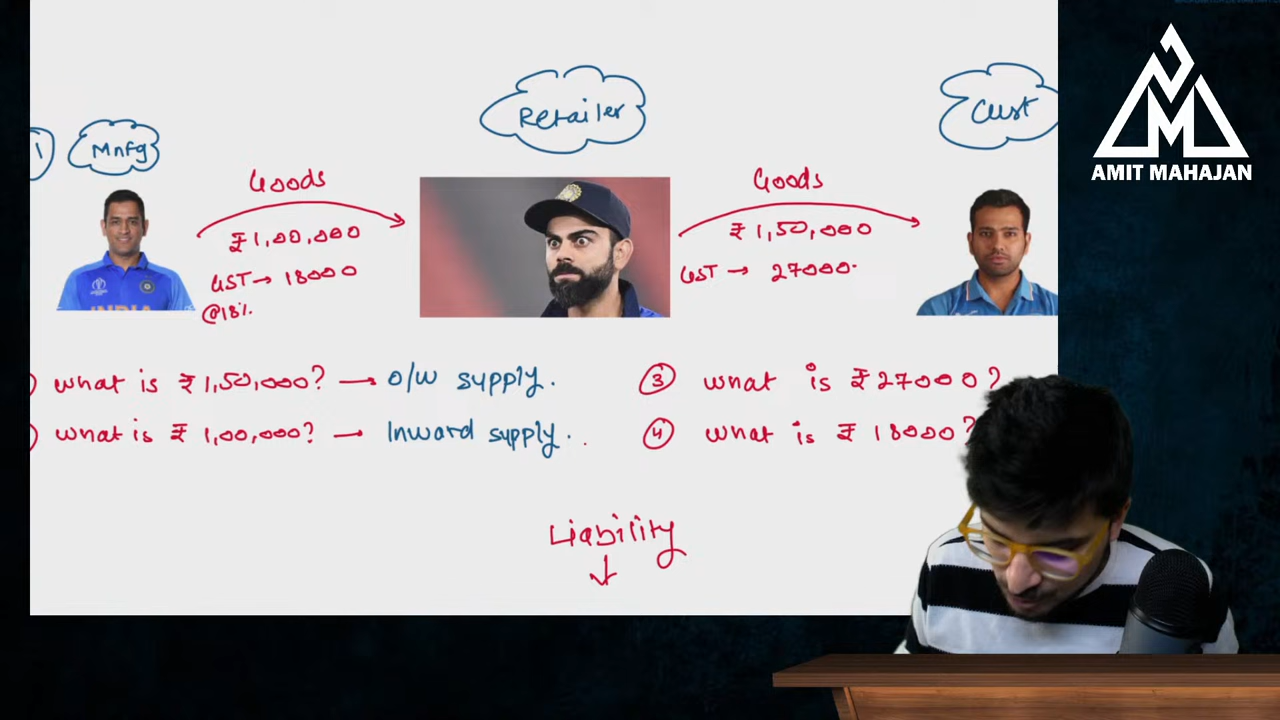 Retailer
Cust
1
Mnfg
Goods
₹1,00,000
GST → 18000
@18%
Goods
₹1,50,000
GST → 27000.
INDIA
AMIT MAHAJAN
what is ₹1,50,000? → o/w supply.
what is ₹ 1,00,000? → Inward supply.
③ what is ₹27000?
④ what is ₹ 18000?
Liability
↓